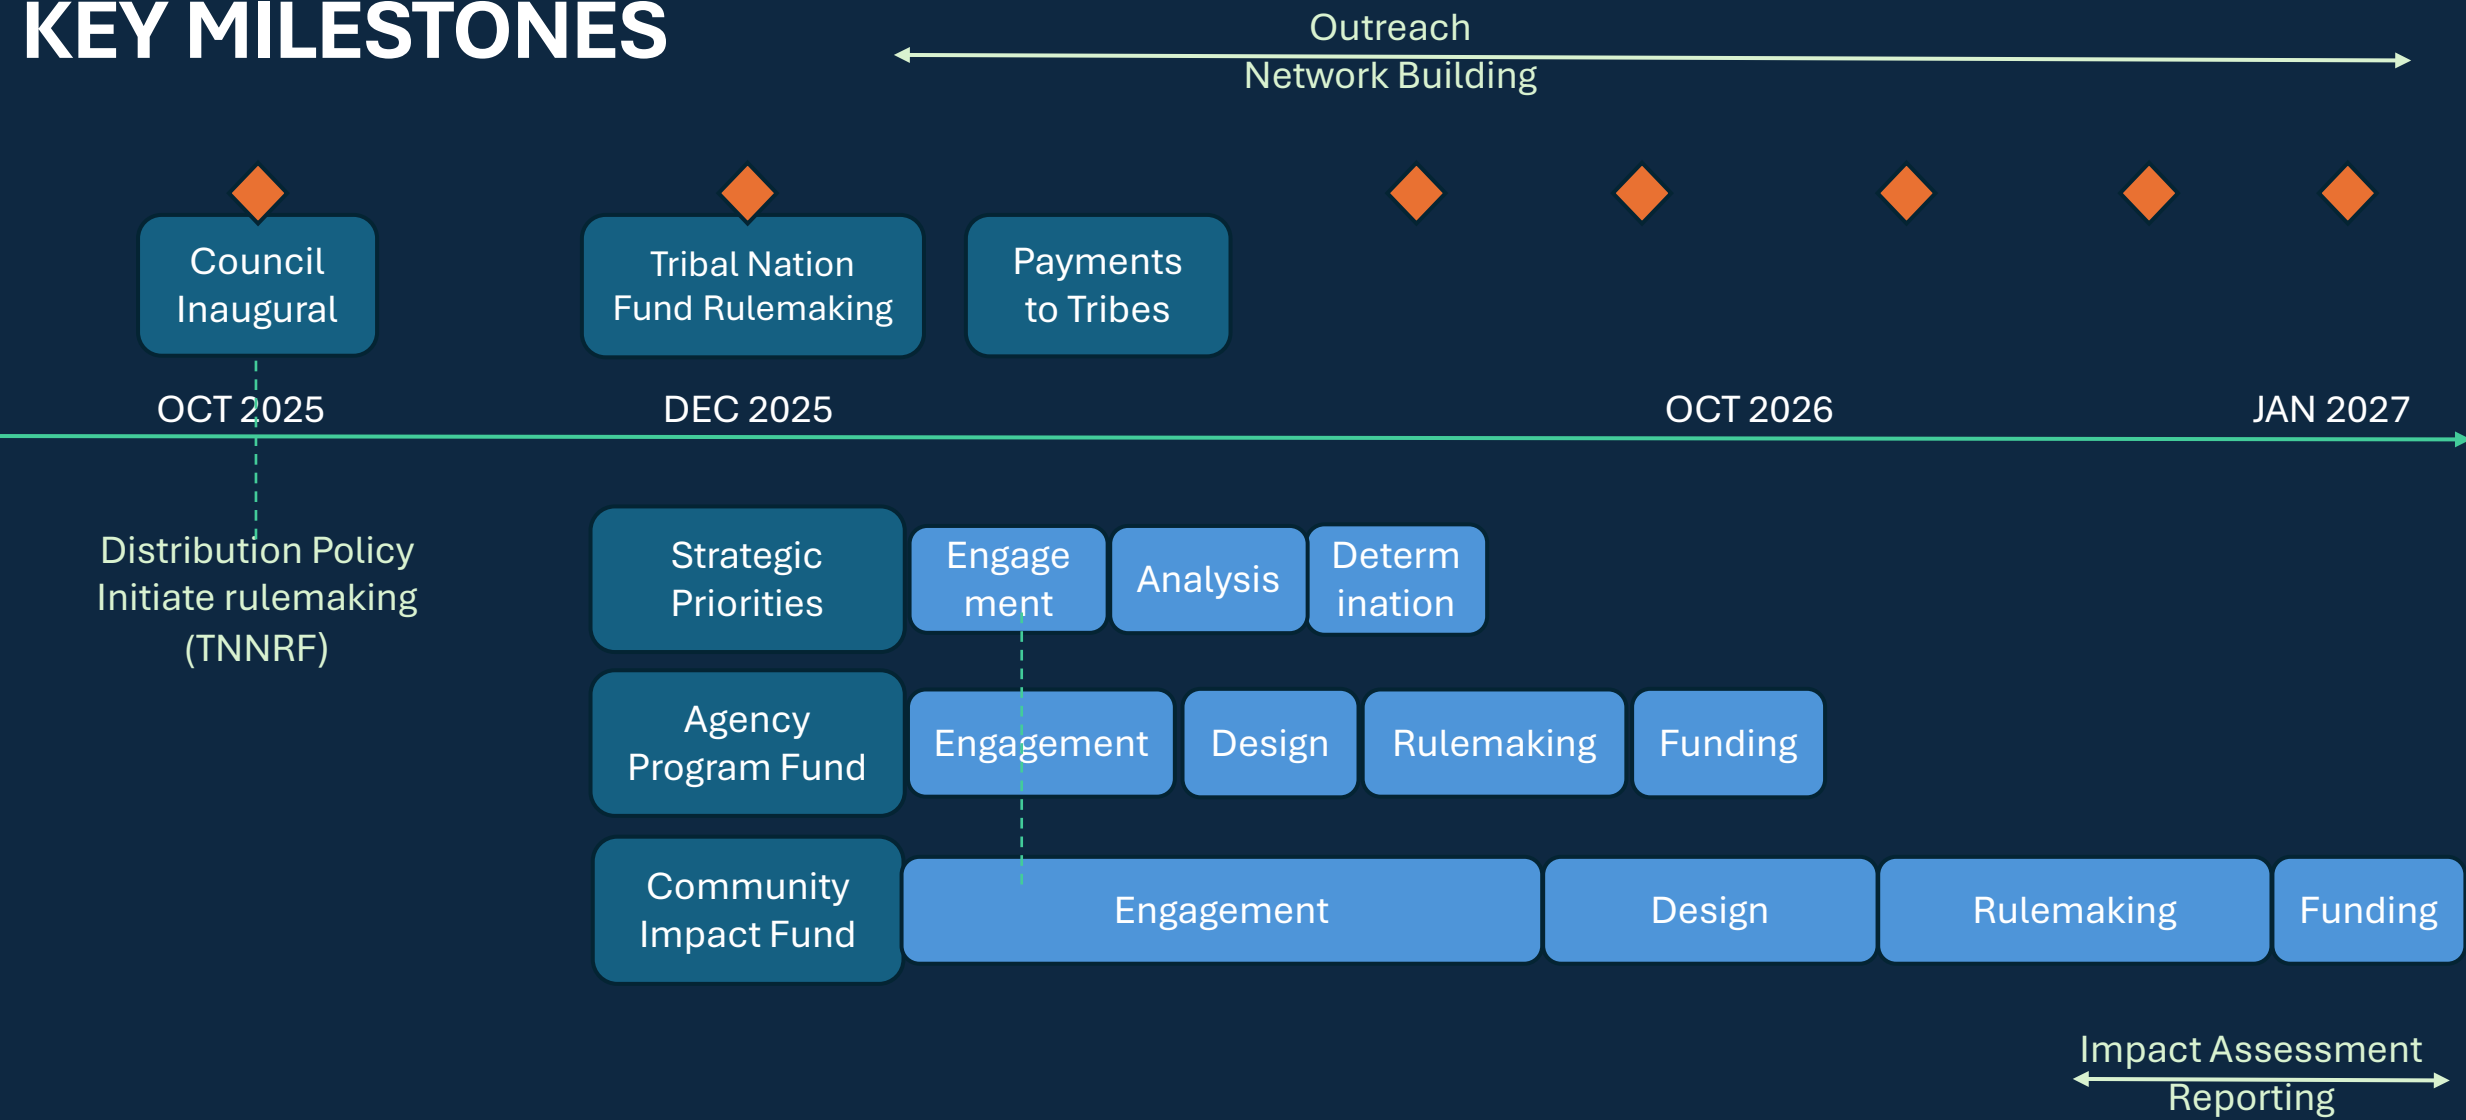 KEY MILESTONES
Outreach
Network Building
Council
Inaugural
Tribal Nation
Fund Rulemaking
Payments
to Tribes
OCT 2025
DEC 2025
OCT 2026
JAN 2027
Distribution Policy
Initiate rulemaking
(TNNRF)
Strategic
Priorities
Engage
ment
Analysis
Determ
ination
Agency
Program Fund
Engagement
Design
Rulemaking
Funding
Community
Impact Fund
Engagement
Design
Rulemaking
Funding
Impact Assessment
Reporting